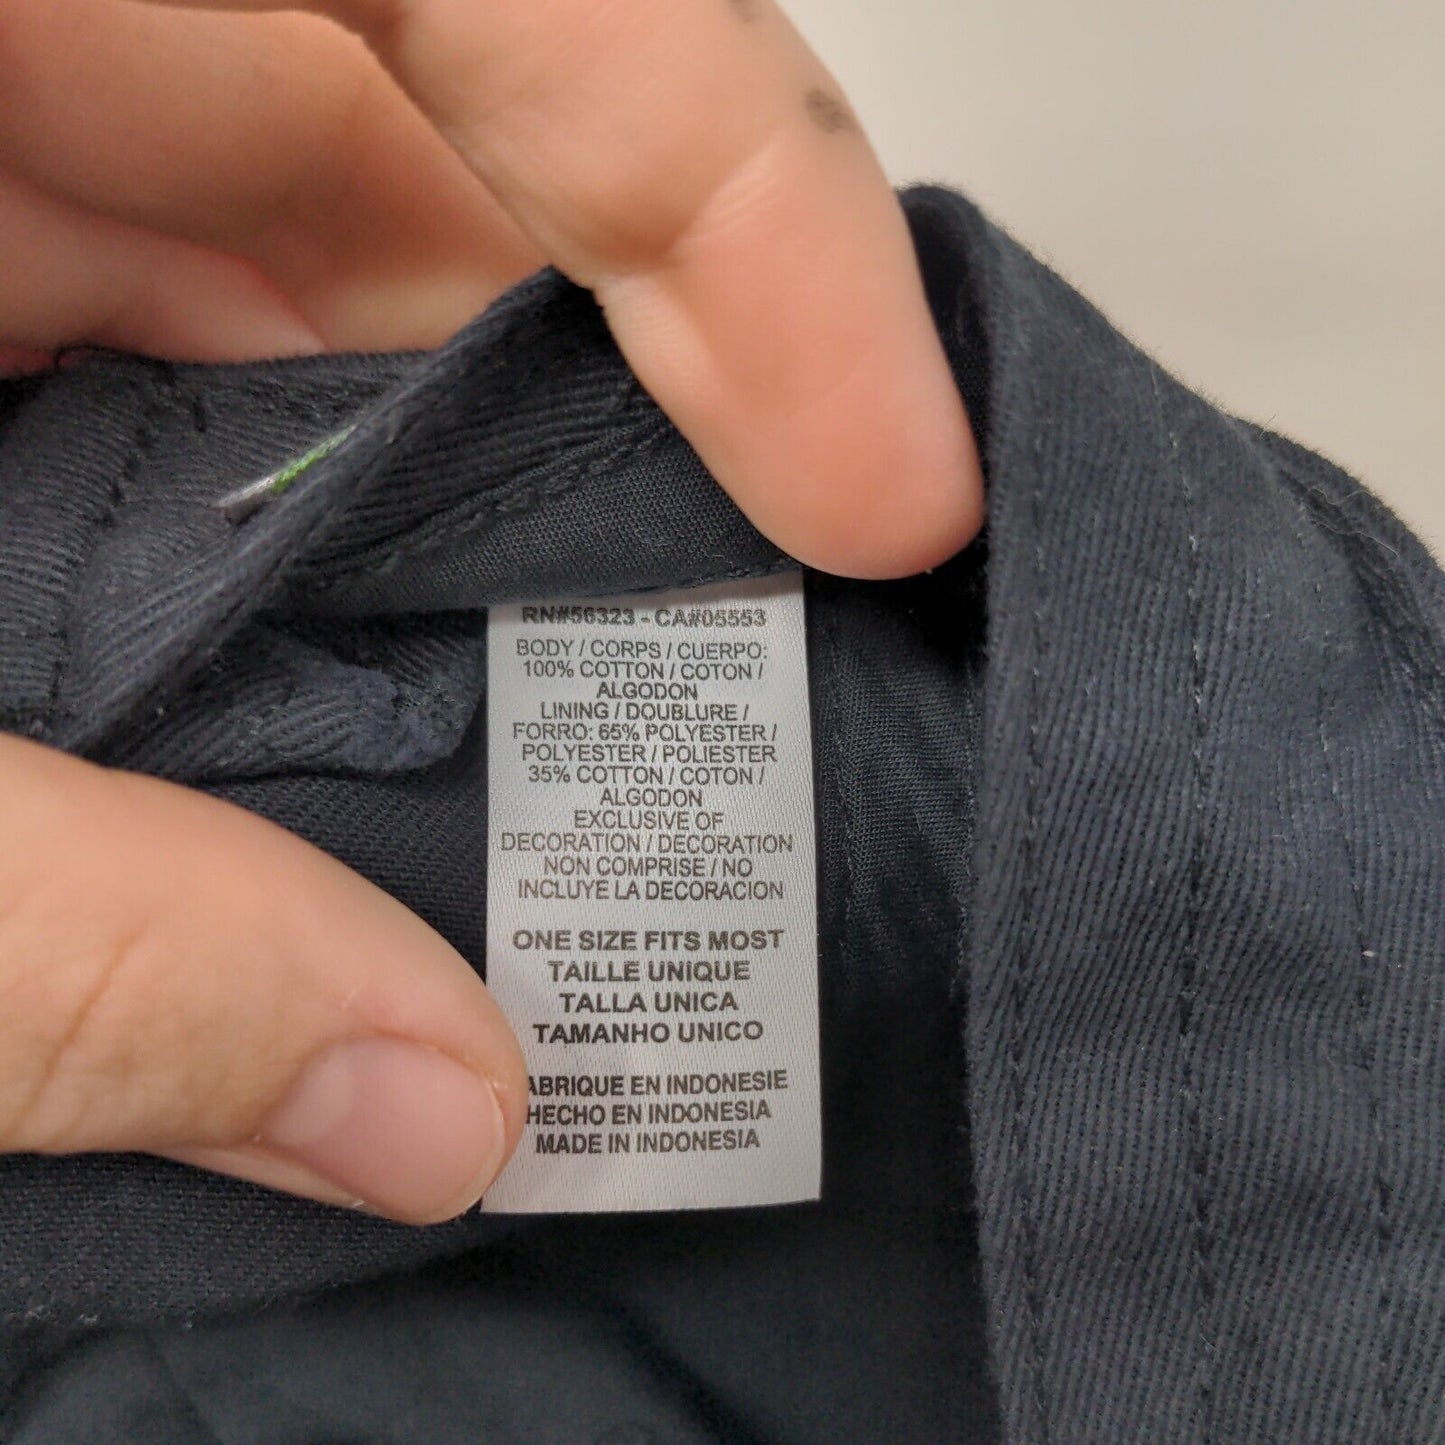 RN#56323 - CA#05553
BODY / CORPS / CUERPO:
100% COTTON / COTON /
ALGODON
LINING / DOUBLURE /
FORRO: 65% POLYESTER /
POLYESTER / POLIESTER
35% COTTON / COTON /
ALGODON
EXCLUSIVE OF
DECORATION / DECORATION
NON COMPRISE / NO
INCLUYE LA DECORACION
ONE SIZE FITS MOST
TAILLE UNIQUE
TALLA UNICA
TAMANHO UNICO
ABRIQUE EN INDONESIE
HECHO EN INDONESIA
MADE IN INDONESIA